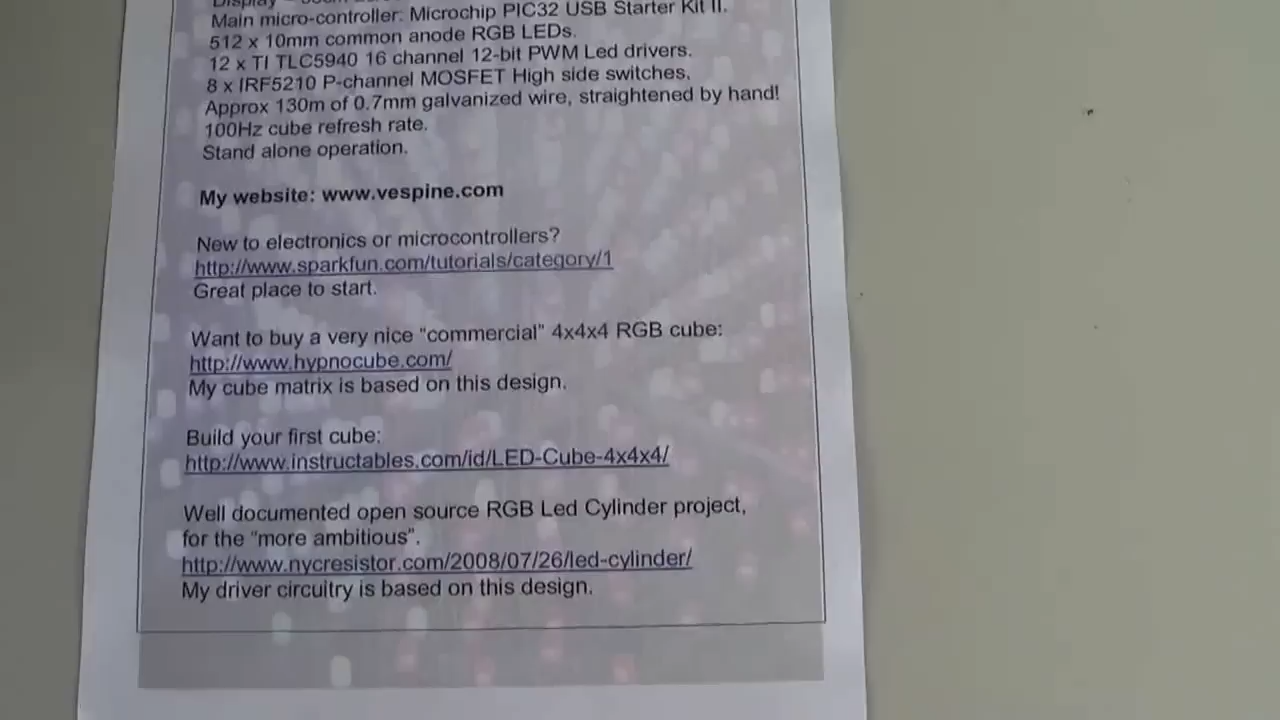 Display
Main micro-controller: Microchip PIC32 USB Starter Kit II.
512 x 10mm common anode RGB LEDs.
12 x TI TLC5940 16 channel 12-bit PWM Led drivers.
8 x IRF5210 P-channel MOSFET High side switches.
Approx 130m of 0.7mm galvanized wire, straightened by hand!
100Hz cube refresh rate.
Stand alone operation.
My website: www.vespine.com
New to electronics or microcontrollers?
http://www.sparkfun.com/tutorials/category/1
Great place to start.
Want to buy a very nice “commercial” 4x4x4 RGB cube:
http://www.hypnocube.com/
My cube matrix is based on this design.
Build your first cube:
http://www.instructables.com/id/LED-Cube-4x4x4/
Well documented open source RGB Led Cylinder project,
for the “more ambitious”.
http://www.nycresistor.com/2008/07/26/led-cylinder/
My driver circuitry is based on this design.